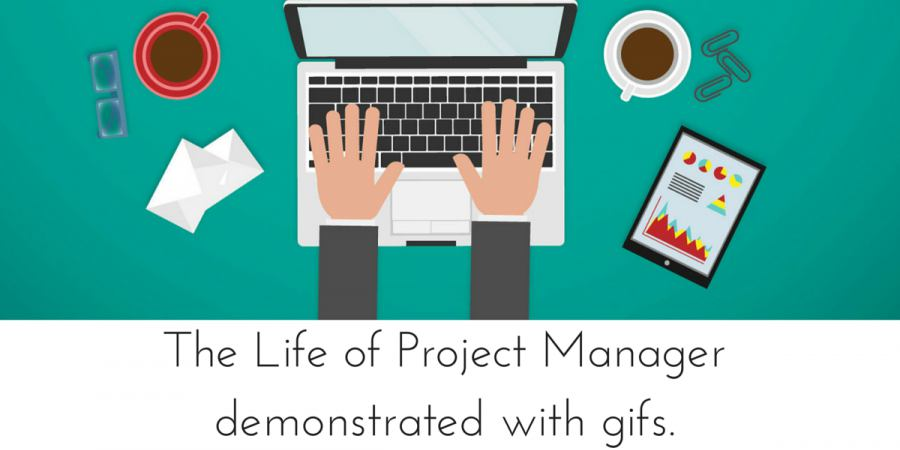 The Life of Project Manager
demonstrated with gifs.